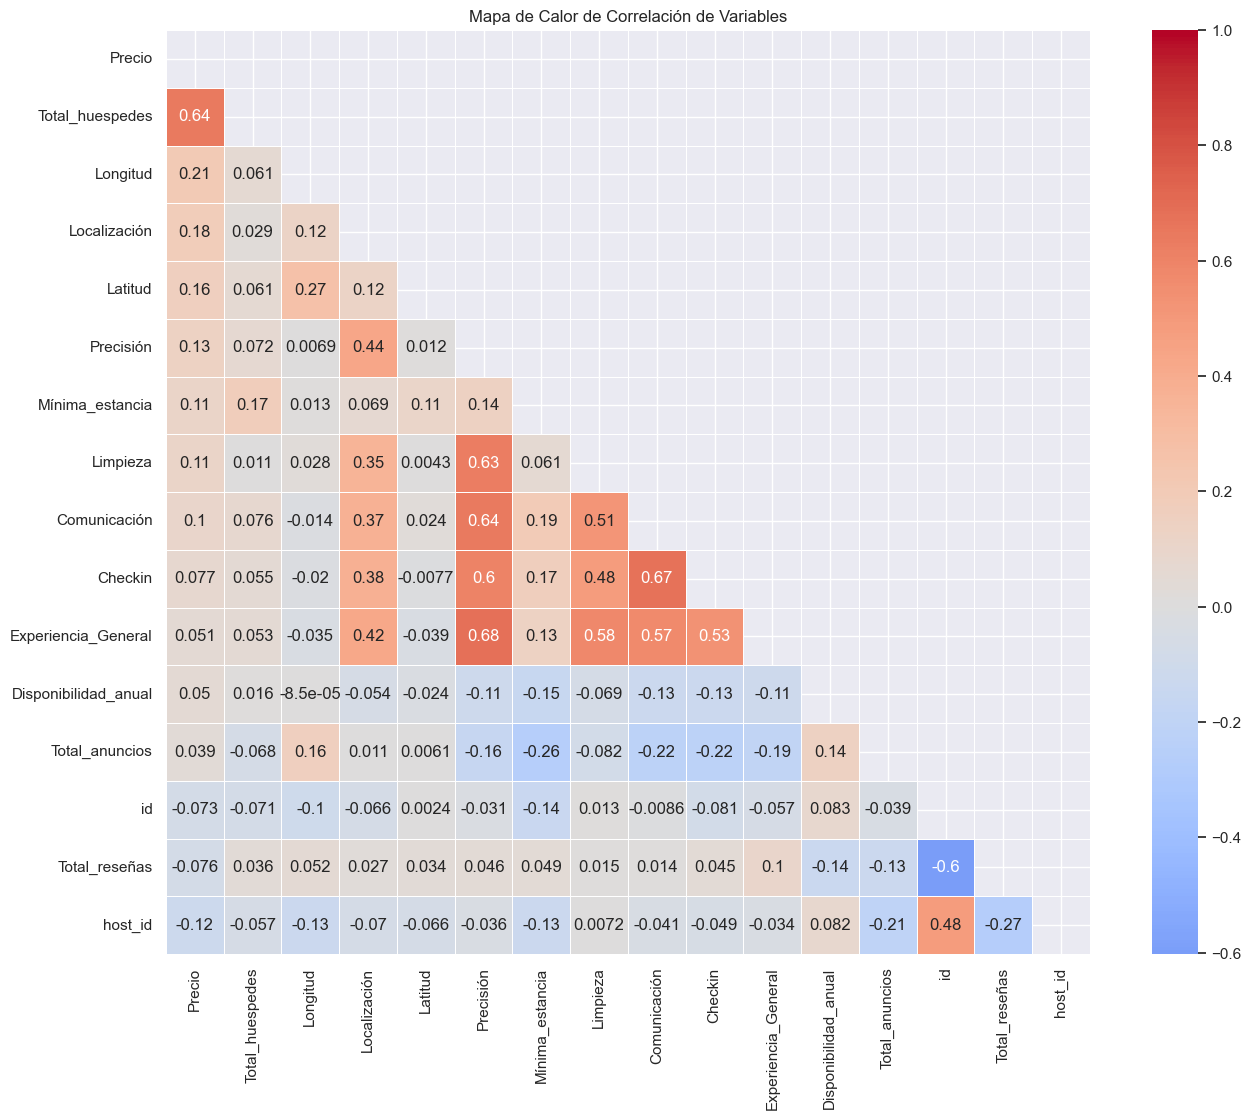 Mapa de Calor de Correlación de Variables
Precio
Total_huespedes 0.64
Longitud 0.21 0.061
Localización 0.18 0.029 0.12
Latitud 0.16 0.061 0.27 0.12
Precisión 0.13 0.072 0.0069 0.44 0.012
Mínima_estancia 0.11 0.17 0.013 0.069 0.11 0.14
Limpieza 0.11 0.011 0.028 0.35 0.0043 0.63 0.061
Comunicación 0.1 0.076 -0.014 0.37 0.024 0.64 0.19 0.51
Checkin 0.077 0.055 -0.02 0.38 -0.0077 0.6 0.17 0.48 0.67
Experiencia_General 0.051 0.053 -0.035 0.42 -0.039 0.68 0.13 0.58 0.57 0.53
Disponibilidad_anual 0.05 0.016 -8.5e-05 -0.054 -0.024 -0.11 -0.15 -0.069 -0.13 -0.13 -0.11
Total_anuncios 0.039 -0.068 0.16 0.011 0.0061 -0.16 -0.26 -0.082 -0.22 -0.22 -0.19 0.14
id -0.073 -0.071 -0.1 -0.066 0.0024 -0.031 -0.14 0.013 -0.0086 -0.081 -0.057 0.083 -0.039
Total_reseñas -0.076 0.036 0.052 0.027 0.034 0.046 0.049 0.015 0.014 0.045 0.1 -0.14 -0.13 -0.6
host_id -0.12 -0.057 -0.13 -0.07 -0.066 -0.036 -0.13 0.0072 -0.041 -0.049 -0.034 0.082 -0.21 0.48 -0.27
Precio
Total_huespedes
Longitud
Localización
Latitud
Precisión
Mínima_estancia
Limpieza
Comunicación
Checkin
Experiencia_General
Disponibilidad_anual
Total_anuncios
id
Total_reseñas
host_id
1.0
0.8
0.6
0.4
0.2
0.0
−0.2
−0.4
−0.6